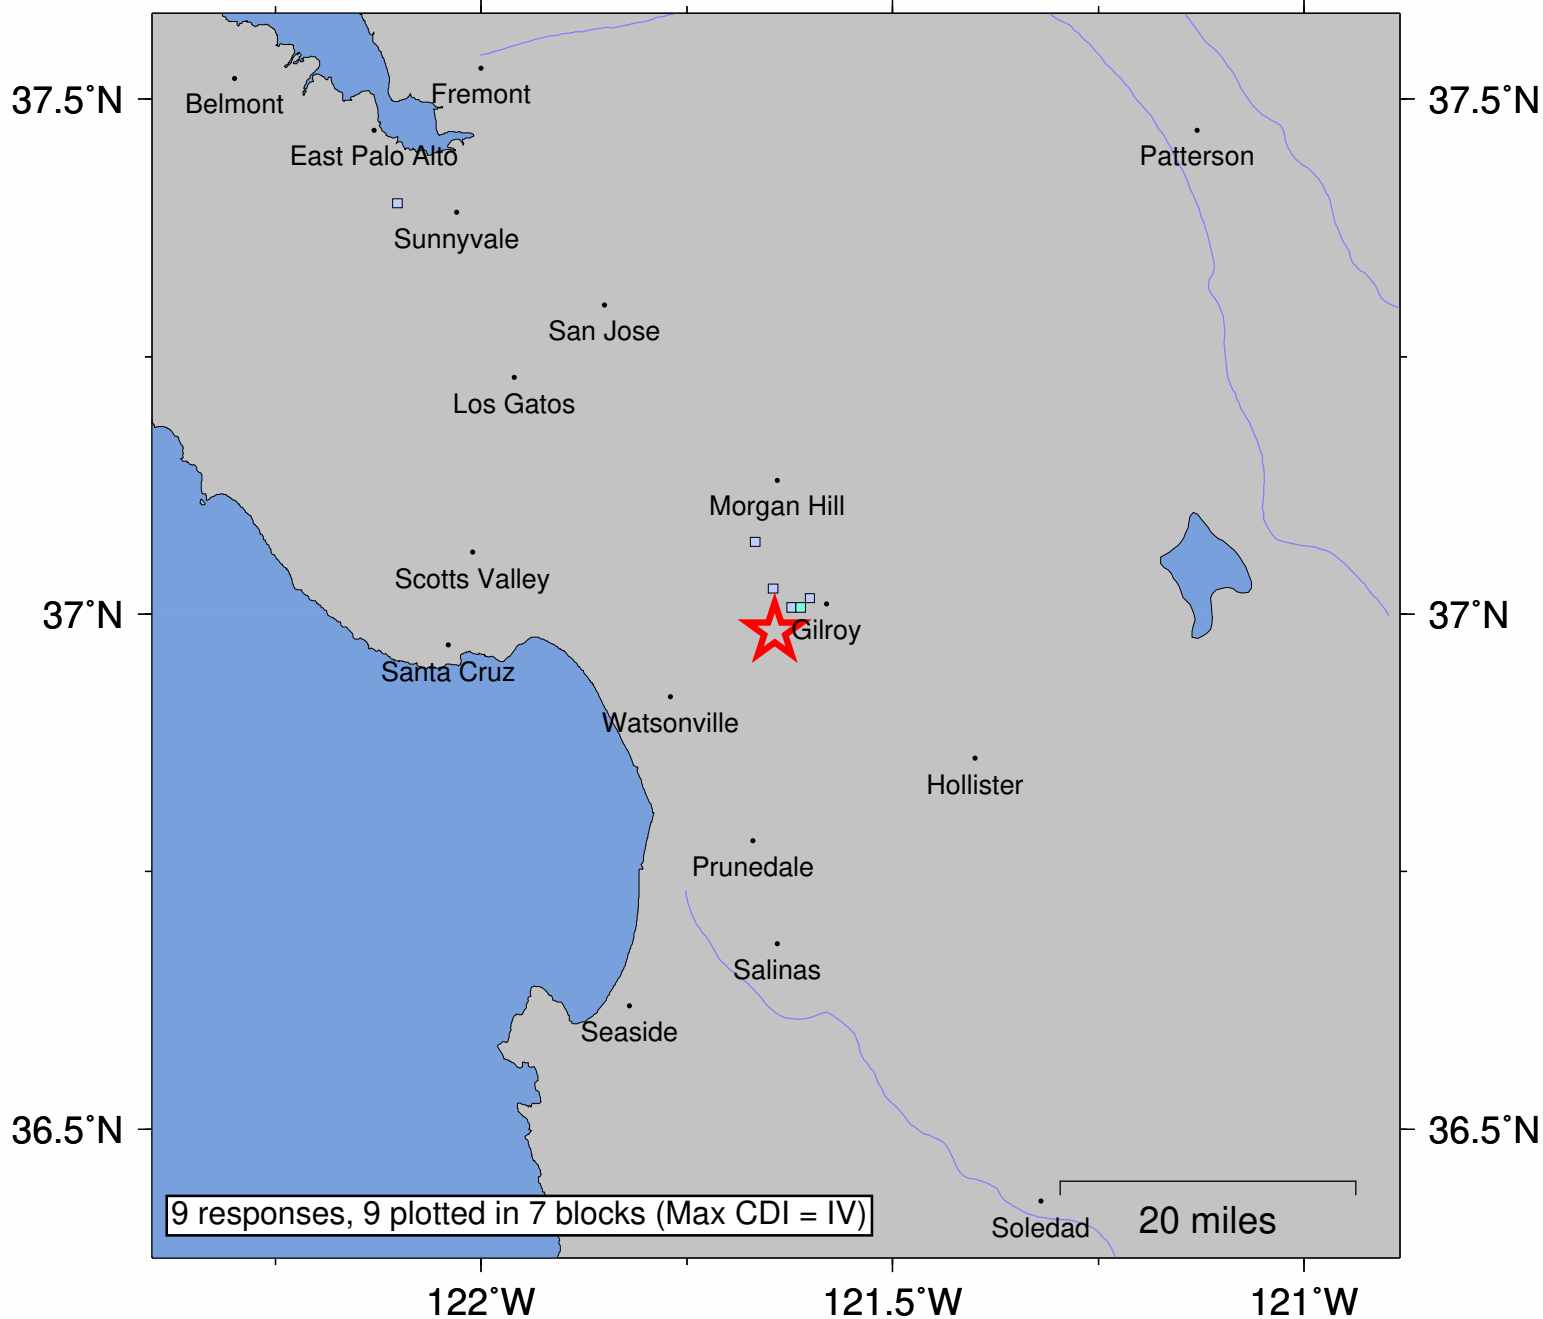 Fremont
37.5˚N
Belmont
37.5˚N
East Palo Alto
Patterson
Sunnyvale
San Jose
Los Gatos
Morgan Hill
Scotts Valley
37˚N
37˚N
Gilroy
Santa Cruz
Watsonville
Hollister
Prunedale
Salinas
Seaside
36.5˚N
36.5˚N
9 responses, 9 plotted in 7 blocks (Max CDI = IV)
Soledad
20 miles
122˚W
121.5˚W
121˚W